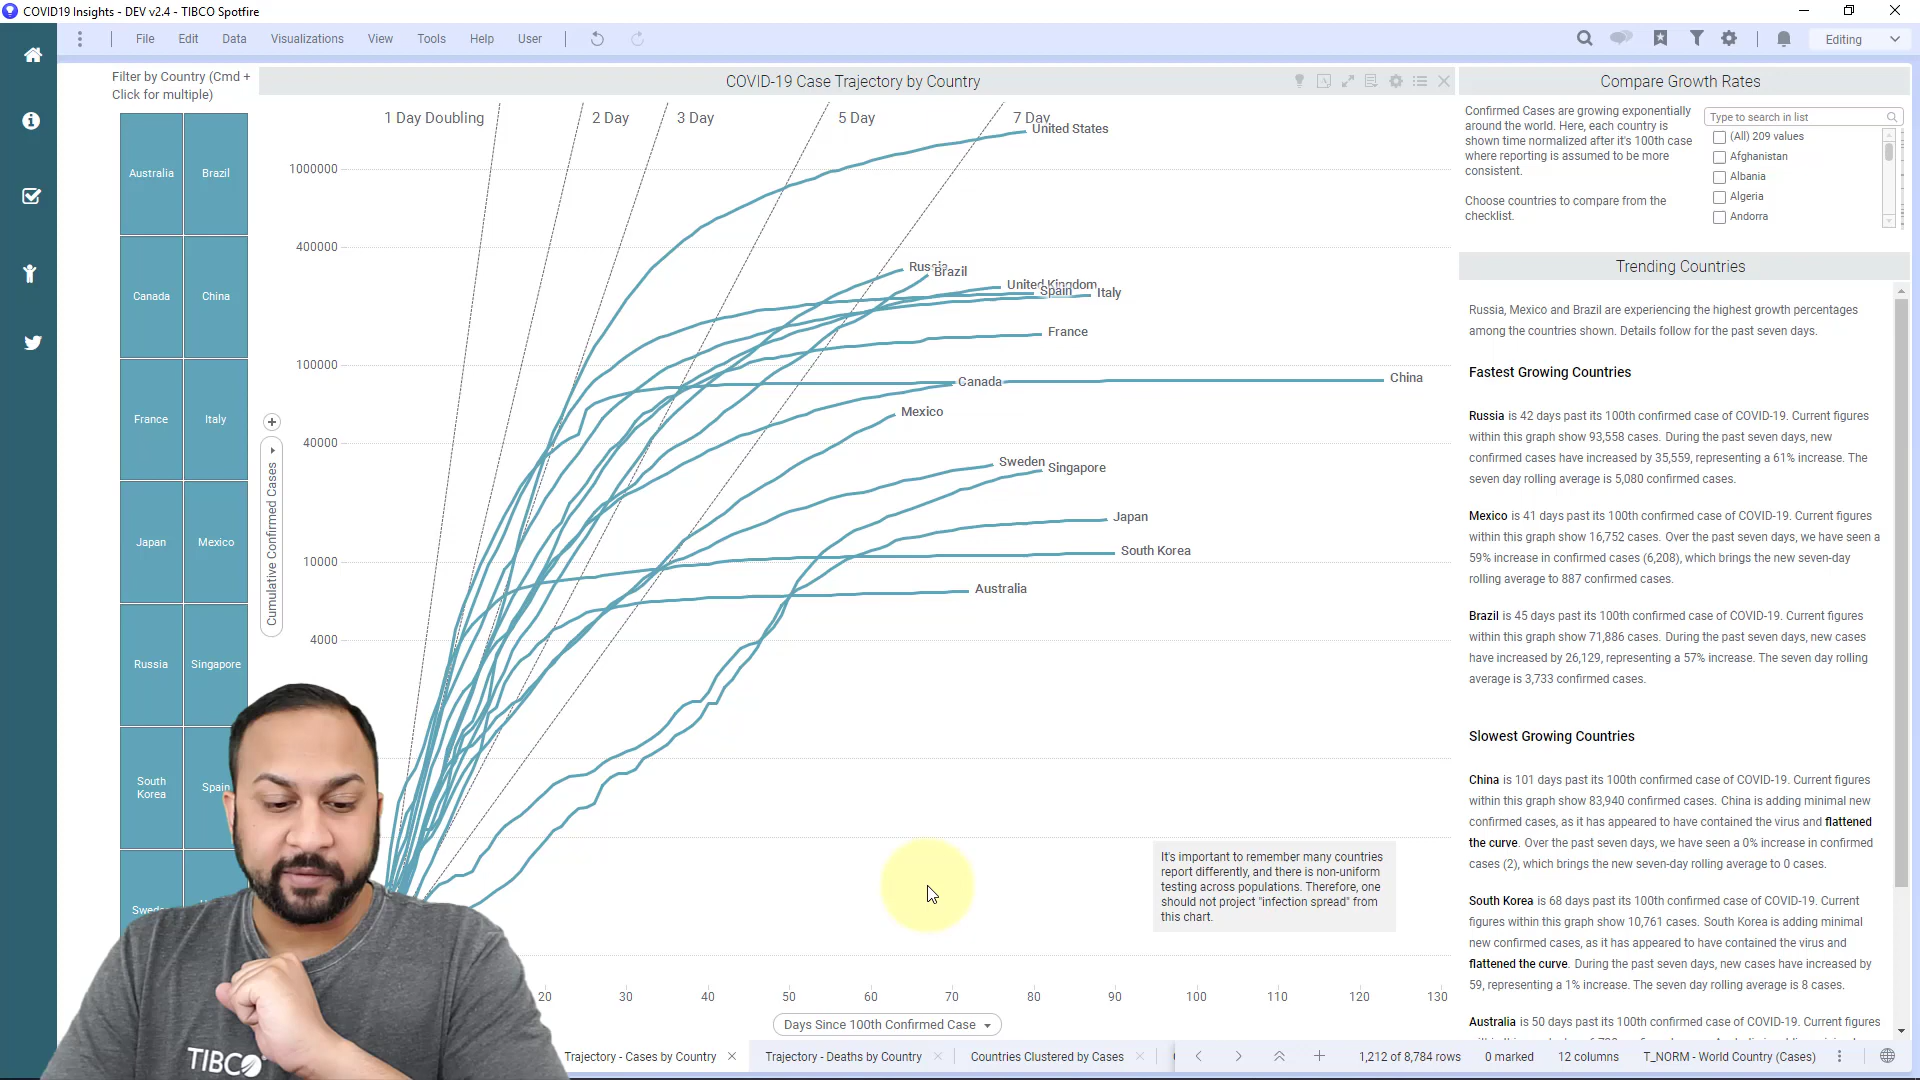 COVID19 Insights - DEV v2.4 - TIBCO Spotfire
File Edit Data Visualizations View Tools Help User
Editing
Filter by Country (Cmd +
Click for multiple)
Australia Brazil
Canada China
France Italy
Japan Mexico
Russia Singapore
South
Korea
Spain
COVID-19 Case Trajectory by Country
1 Day Doubling
2 Day
3 Day
5 Day
7 Day
1000000
400000
100000
40000
10000
4000
Cumulative Confirmed Cases
United States
Russia
Brazil
United Kingdom
Spain
Italy
France
China
Canada
Mexico
Sweden
Singapore
Japan
South Korea
Australia
It's important to remember many countries
report differently, and there is non-uniform
testing across populations. Therefore, one
should not project "infection spread" from
this chart.
20 30 40 50 60 70 80 90 100 110 120 130
Days Since 100th Confirmed Case
Compare Growth Rates
Confirmed Cases are growing exponentially
around the world. Here, each country is
shown time normalized after it's 100th case
where reporting is assumed to be more
consistent.
Choose countries to compare from the
checklist.
Type to search in list
(All) 209 values
Afghanistan
Albania
Algeria
Andorra
Trending Countries
Russia, Mexico and Brazil are experiencing the highest growth percentages
among the countries shown. Details follow for the past seven days.
Fastest Growing Countries
Russia is 42 days past its 100th confirmed case of COVID-19. Current figures
within this graph show 93,558 cases. During the past seven days, new
confirmed cases have increased by 35,559, representing a 61% increase. The
seven day rolling average is 5,080 confirmed cases.
Mexico is 41 days past its 100th confirmed case of COVID-19. Current figures
within this graph show 16,752 cases. Over the past seven days, we have seen a
59% increase in confirmed cases (6,208), which brings the new seven-day
rolling average to 887 confirmed cases.
Brazil is 45 days past its 100th confirmed case of COVID-19. Current figures
within this graph show 71,886 cases. During the past seven days, new cases
have increased by 26,129, representing a 57% increase. The seven day rolling
average is 3,733 confirmed cases.
Slowest Growing Countries
China is 101 days past its 100th confirmed case of COVID-19. Current figures
within this graph show 83,940 confirmed cases. China is adding minimal new
confirmed cases, as it has appeared to have contained the virus and flattened
the curve. Over the past seven days, we have seen a 0% increase in confirmed
cases (2), which brings the new seven-day rolling average to 0 cases.
South Korea is 68 days past its 100th confirmed case of COVID-19. Current
figures within this graph show 10,761 cases. South Korea is adding minimal
new confirmed cases, as it has appeared to have contained the virus and
flattened the curve. During the past seven days, new cases have increased by
59, representing a 1% increase. The seven day rolling average is 8 cases.
Australia is 50 days past its 100th confirmed case of COVID-19. Current figures
TIBCO
Trajectory - Cases by Country
Trajectory - Deaths by Country
Countries Clustered by Cases
1,212 of 8,784 rows 0 marked 12 columns T_NORM - World Country (Cases)